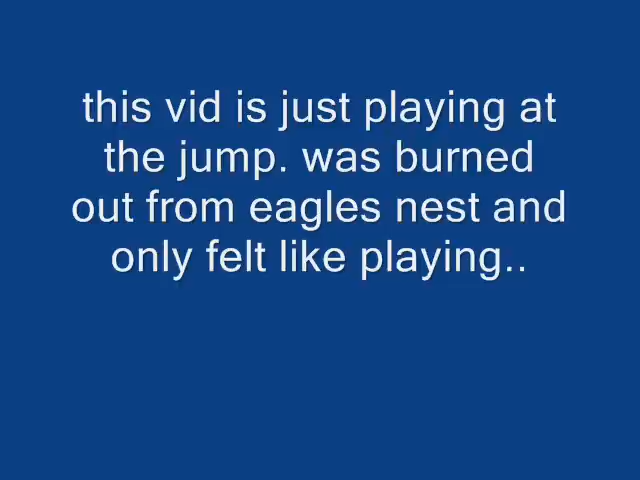 this vid is just playing at
the jump. was burned
out from eagles nest and
only felt like playing..